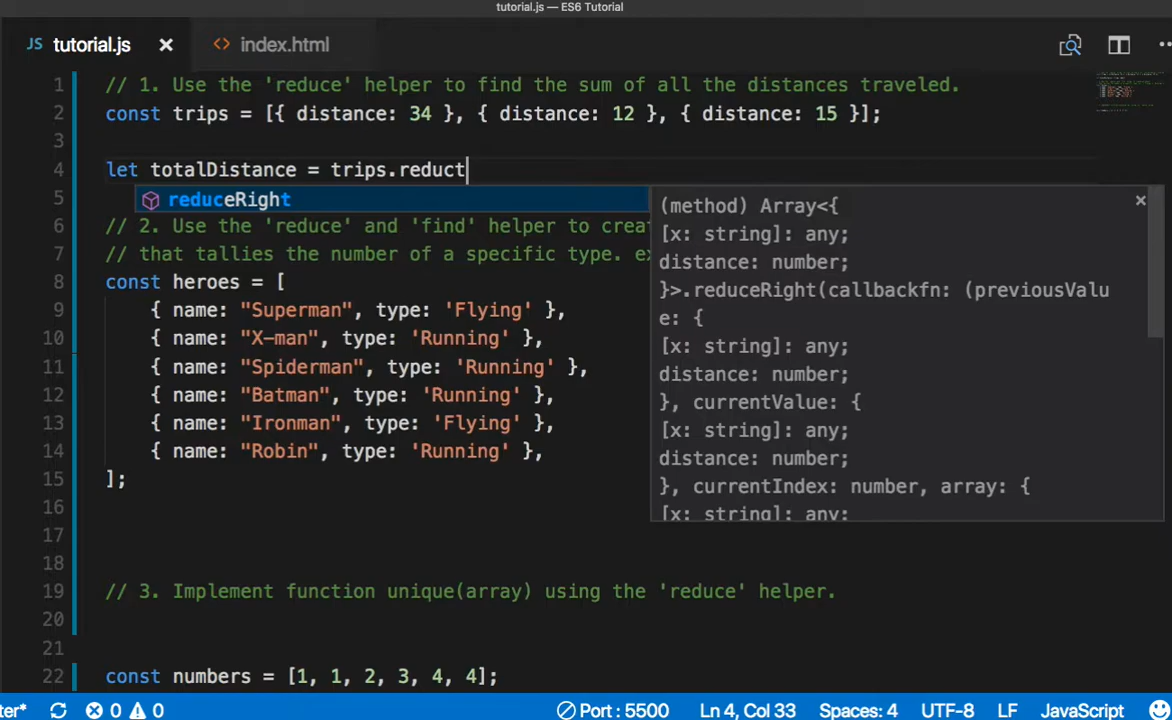 tutorial.js — ES6 Tutorial
JS tutorial.js × <> index.html
1 // 1. Use the 'reduce' helper to find the sum of all the distances traveled.
2 const trips = [{ distance: 34 }, { distance: 12 }, { distance: 15 }];
3
4 let totalDistance = trips.reduct
5 reduceRight
6 // 2. Use the 'reduce' and 'find' helper to creat
7 // that tallies the number of a specific type. ex
8 const heroes = [
9 { name: "Superman", type: 'Flying' },
10 { name: "X-man", type: 'Running' },
11 { name: "Spiderman", type: 'Running' },
12 { name: "Batman", type: 'Running' },
13 { name: "Ironman", type: 'Flying' },
14 { name: "Robin", type: 'Running' },
15 ];
16
17
18
19 // 3. Implement function unique(array) using the 'reduce' helper.
20
21
22 const numbers = [1, 1, 2, 3, 4, 4];
(method) Array<{ ×
[x: string]: any;
distance: number;
}>.reduceRight(callbackfn: (previousValu
e: {
[x: string]: any;
distance: number;
}, currentValue: {
[x: string]: any;
distance: number;
}, currentIndex: number, array: {
[x: string]: any;
ter* 0 0 Port : 5500 Ln 4, Col 33 Spaces: 4 UTF-8 LF JavaScript